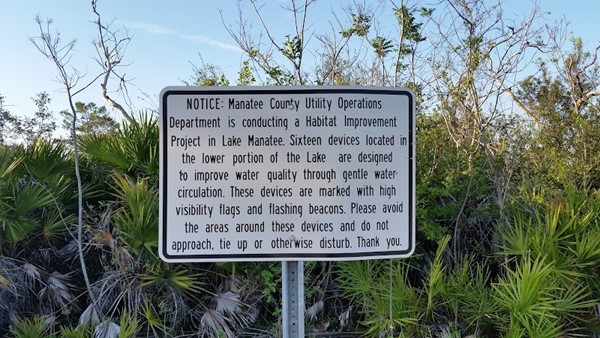 NOTICE: Manatee County Utility Operations
Department is conducting a Habitat Improvement
Project in Lake Manatee. Sixteen devices located in
the lower portion of the Lake are designed
to improve water quality through gentle water-
circulation. These devices are marked with high
visibility flags and flashing beacons. Please avoid
the areas around these devices and do not
approach, tie up or otherwise disturb. Thank you.